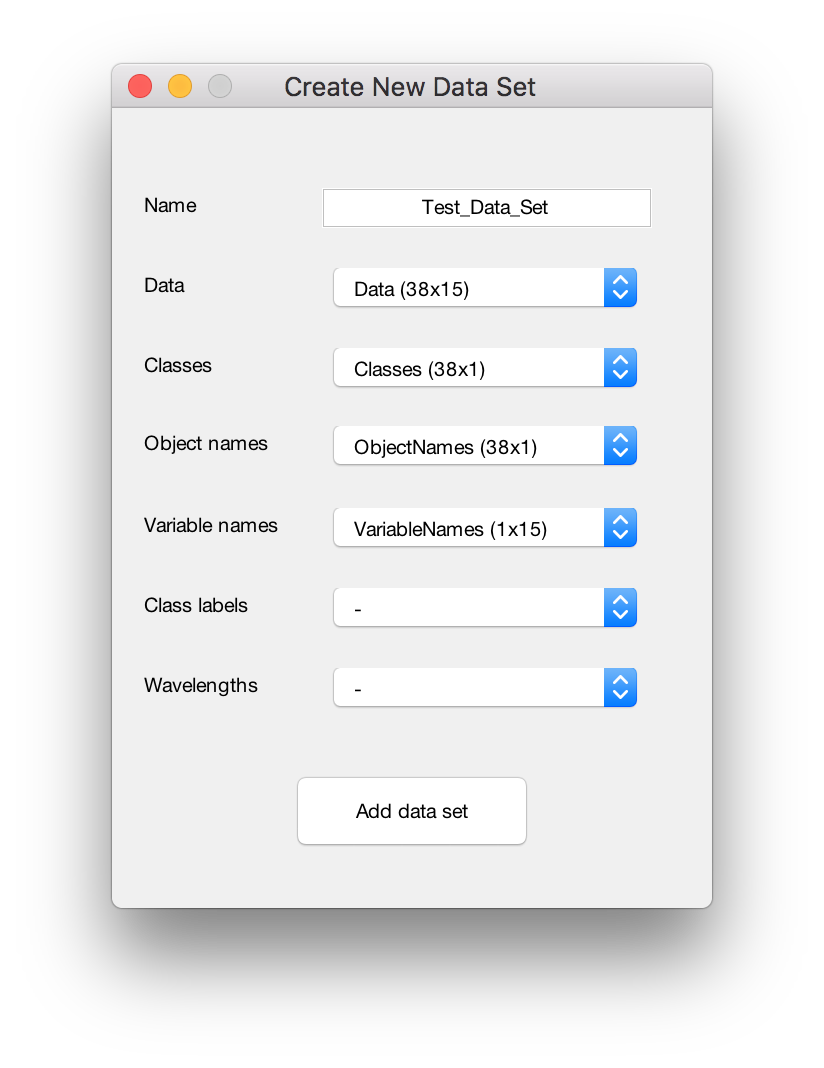 Create New Data Set
Name Test_Data_Set
Data Data (38x15)
Classes Classes (38x1)
Object names ObjectNames (38x1)
Variable names VariableNames (1x15)
Class labels -
Wavelengths -
Add data set